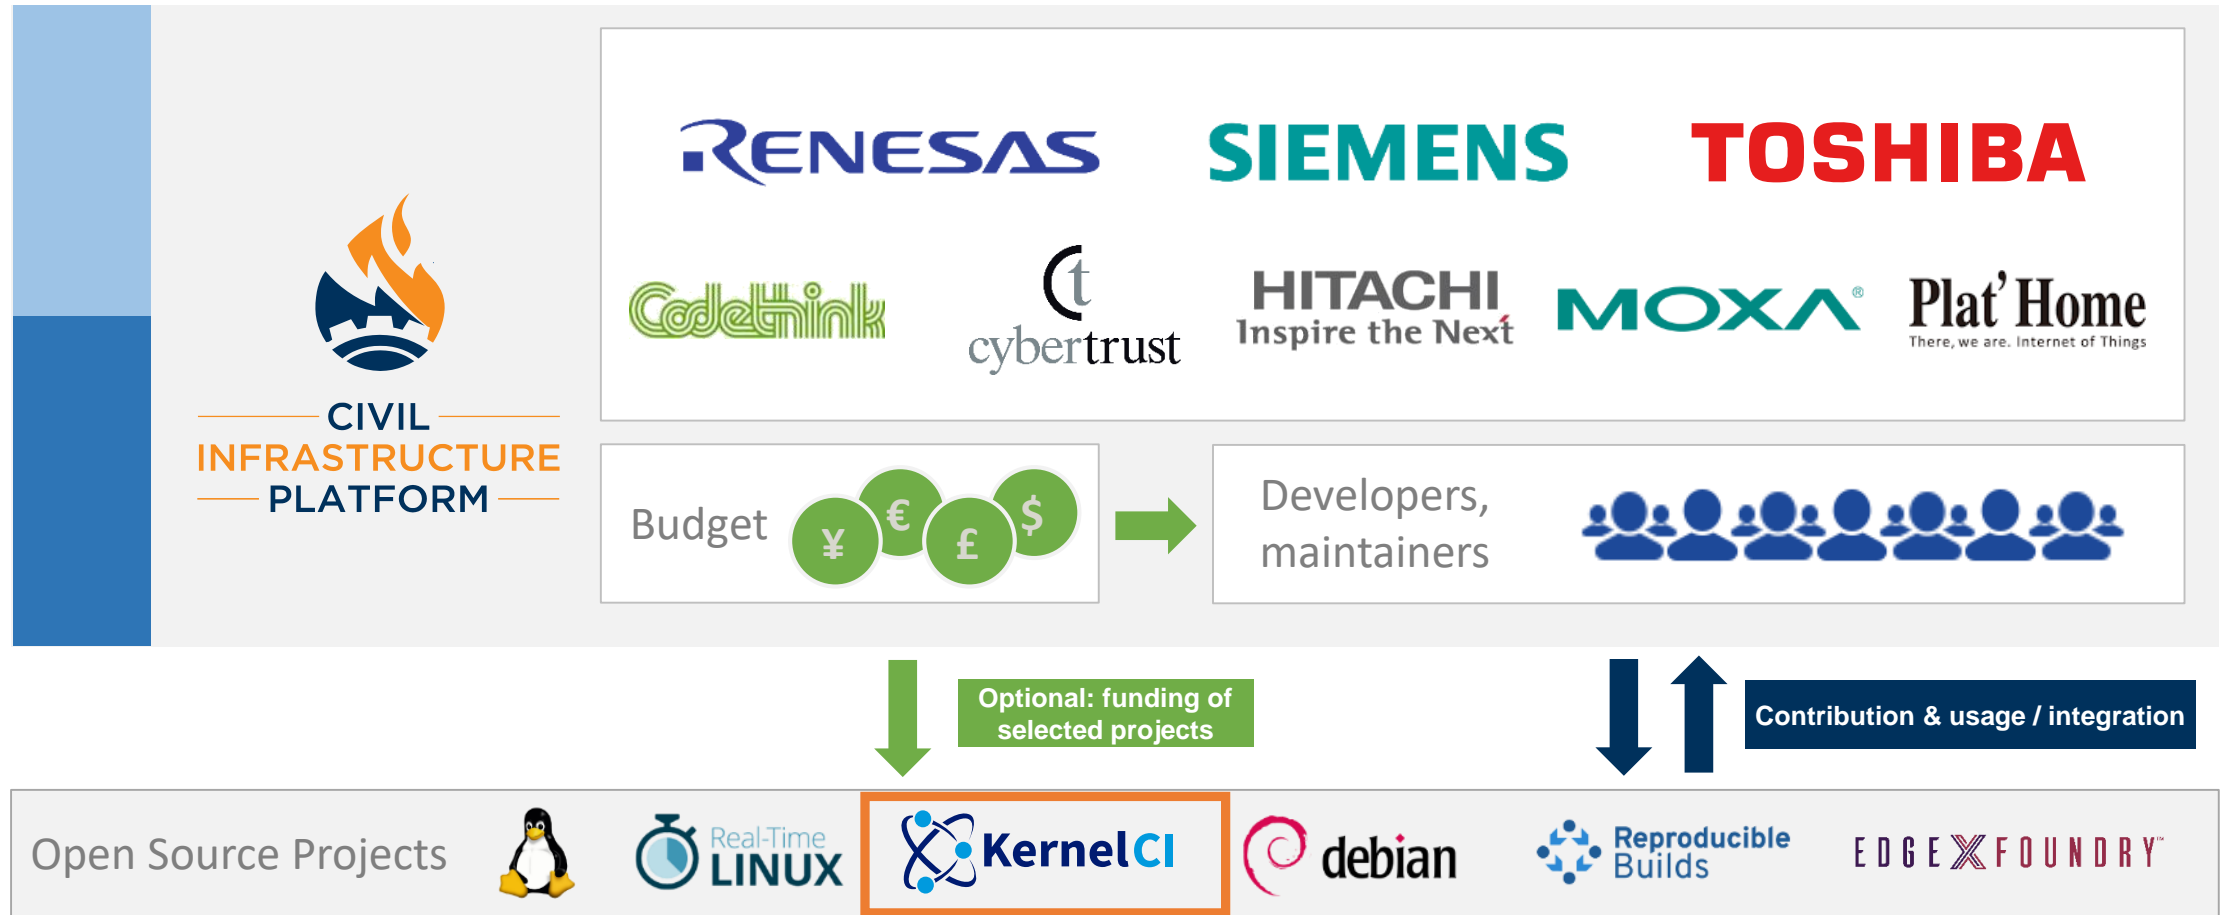 RENESAS
SIEMENS
TOSHIBA
Codethink
cybertrust
HITACHI
Inspire the Next
MOXA®
Plat'Home
There, we are. Internet of Things
CIVIL
INFRASTRUCTURE
PLATFORM
Budget
¥ € £ $
Developers,
maintainers
Optional: funding of
selected projects
Contribution & usage / integration
Open Source Projects
Real-Time
LINUX
KernelCI
debian
Reproducible
Builds
EDGE X FOUNDRY™